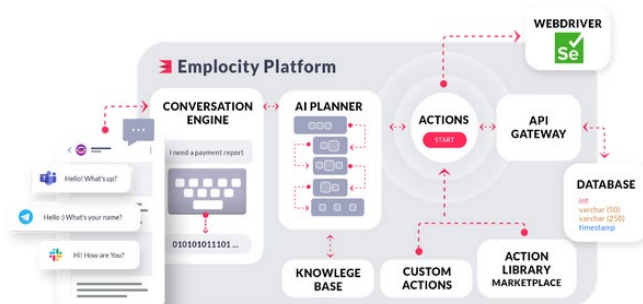 WEBDRIVER
Se
Emplocity Platform
CONVERSATION
ENGINE
I need a payment report
010101011101 ...
AI PLANNER
ACTIONS
START
API
GATEWAY
Hello! What's up?
Hello :) What's your name?
Hi! How are You?
DATABASE
int
varchar (50)
varchar (250)
timestamp
KNOWLEGE
BASE
CUSTOM
ACTIONS
ACTION
LIBRARY
MARKETPLACE